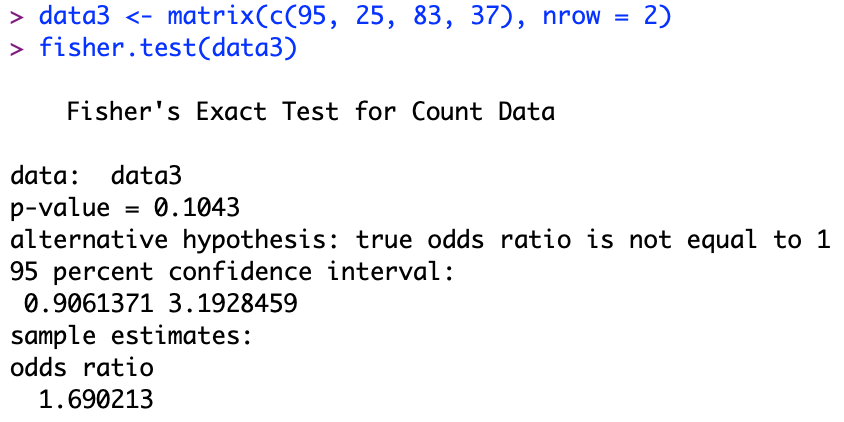 > data3 <- matrix(c(95, 25, 83, 37), nrow = 2)
> fisher.test(data3)
Fisher's Exact Test for Count Data
data:  data3
p-value = 0.1043
alternative hypothesis: true odds ratio is not equal to 1
95 percent confidence interval:
0.9061371 3.1928459
sample estimates:
odds ratio
1.690213